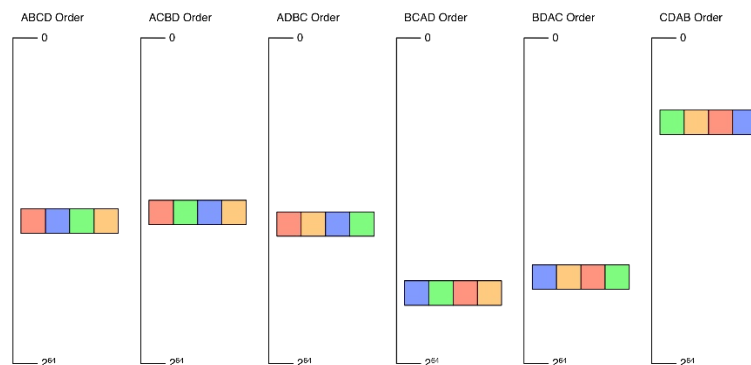 ABCD Order
ACBD Order
ADBC Order
BCAD Order
BDAC Order
CDAB Order
0
0
0
0
0
0
2⁶⁴
2⁶⁴
2⁶⁴
2⁶⁴
2⁶⁴
2⁶⁴